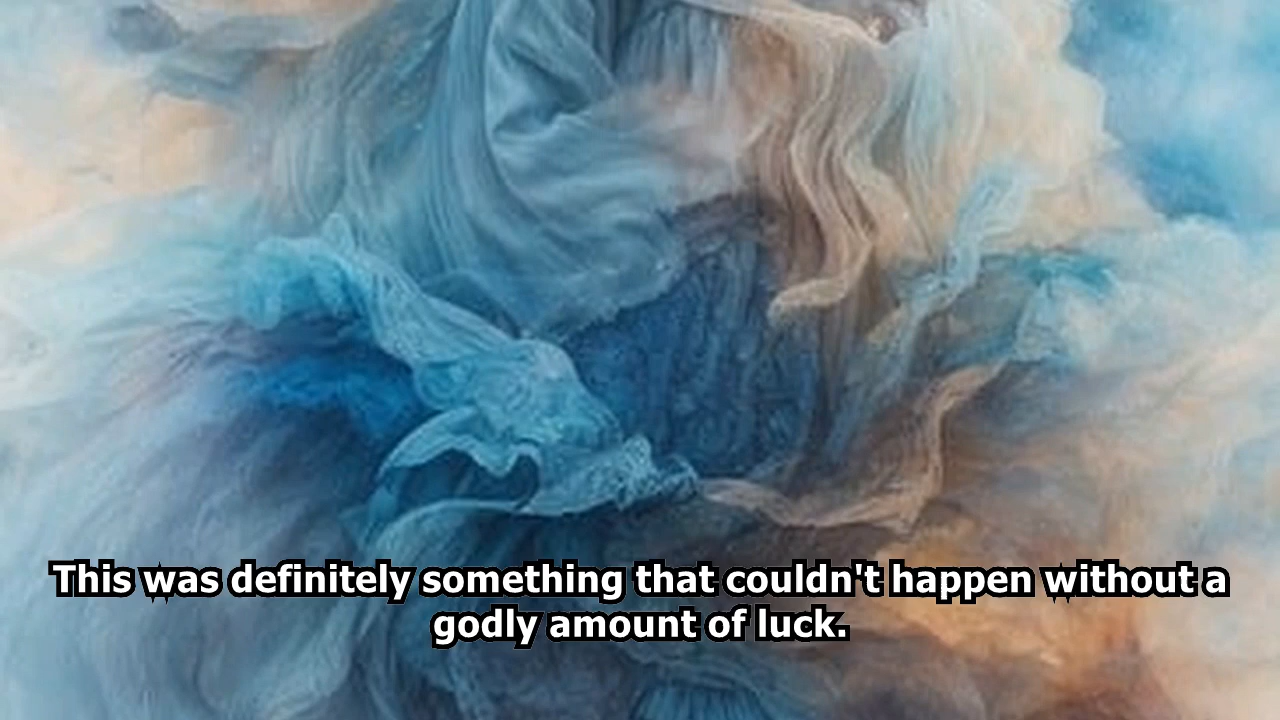 This was definitely something that couldn't happen without a
godly amount of luck.